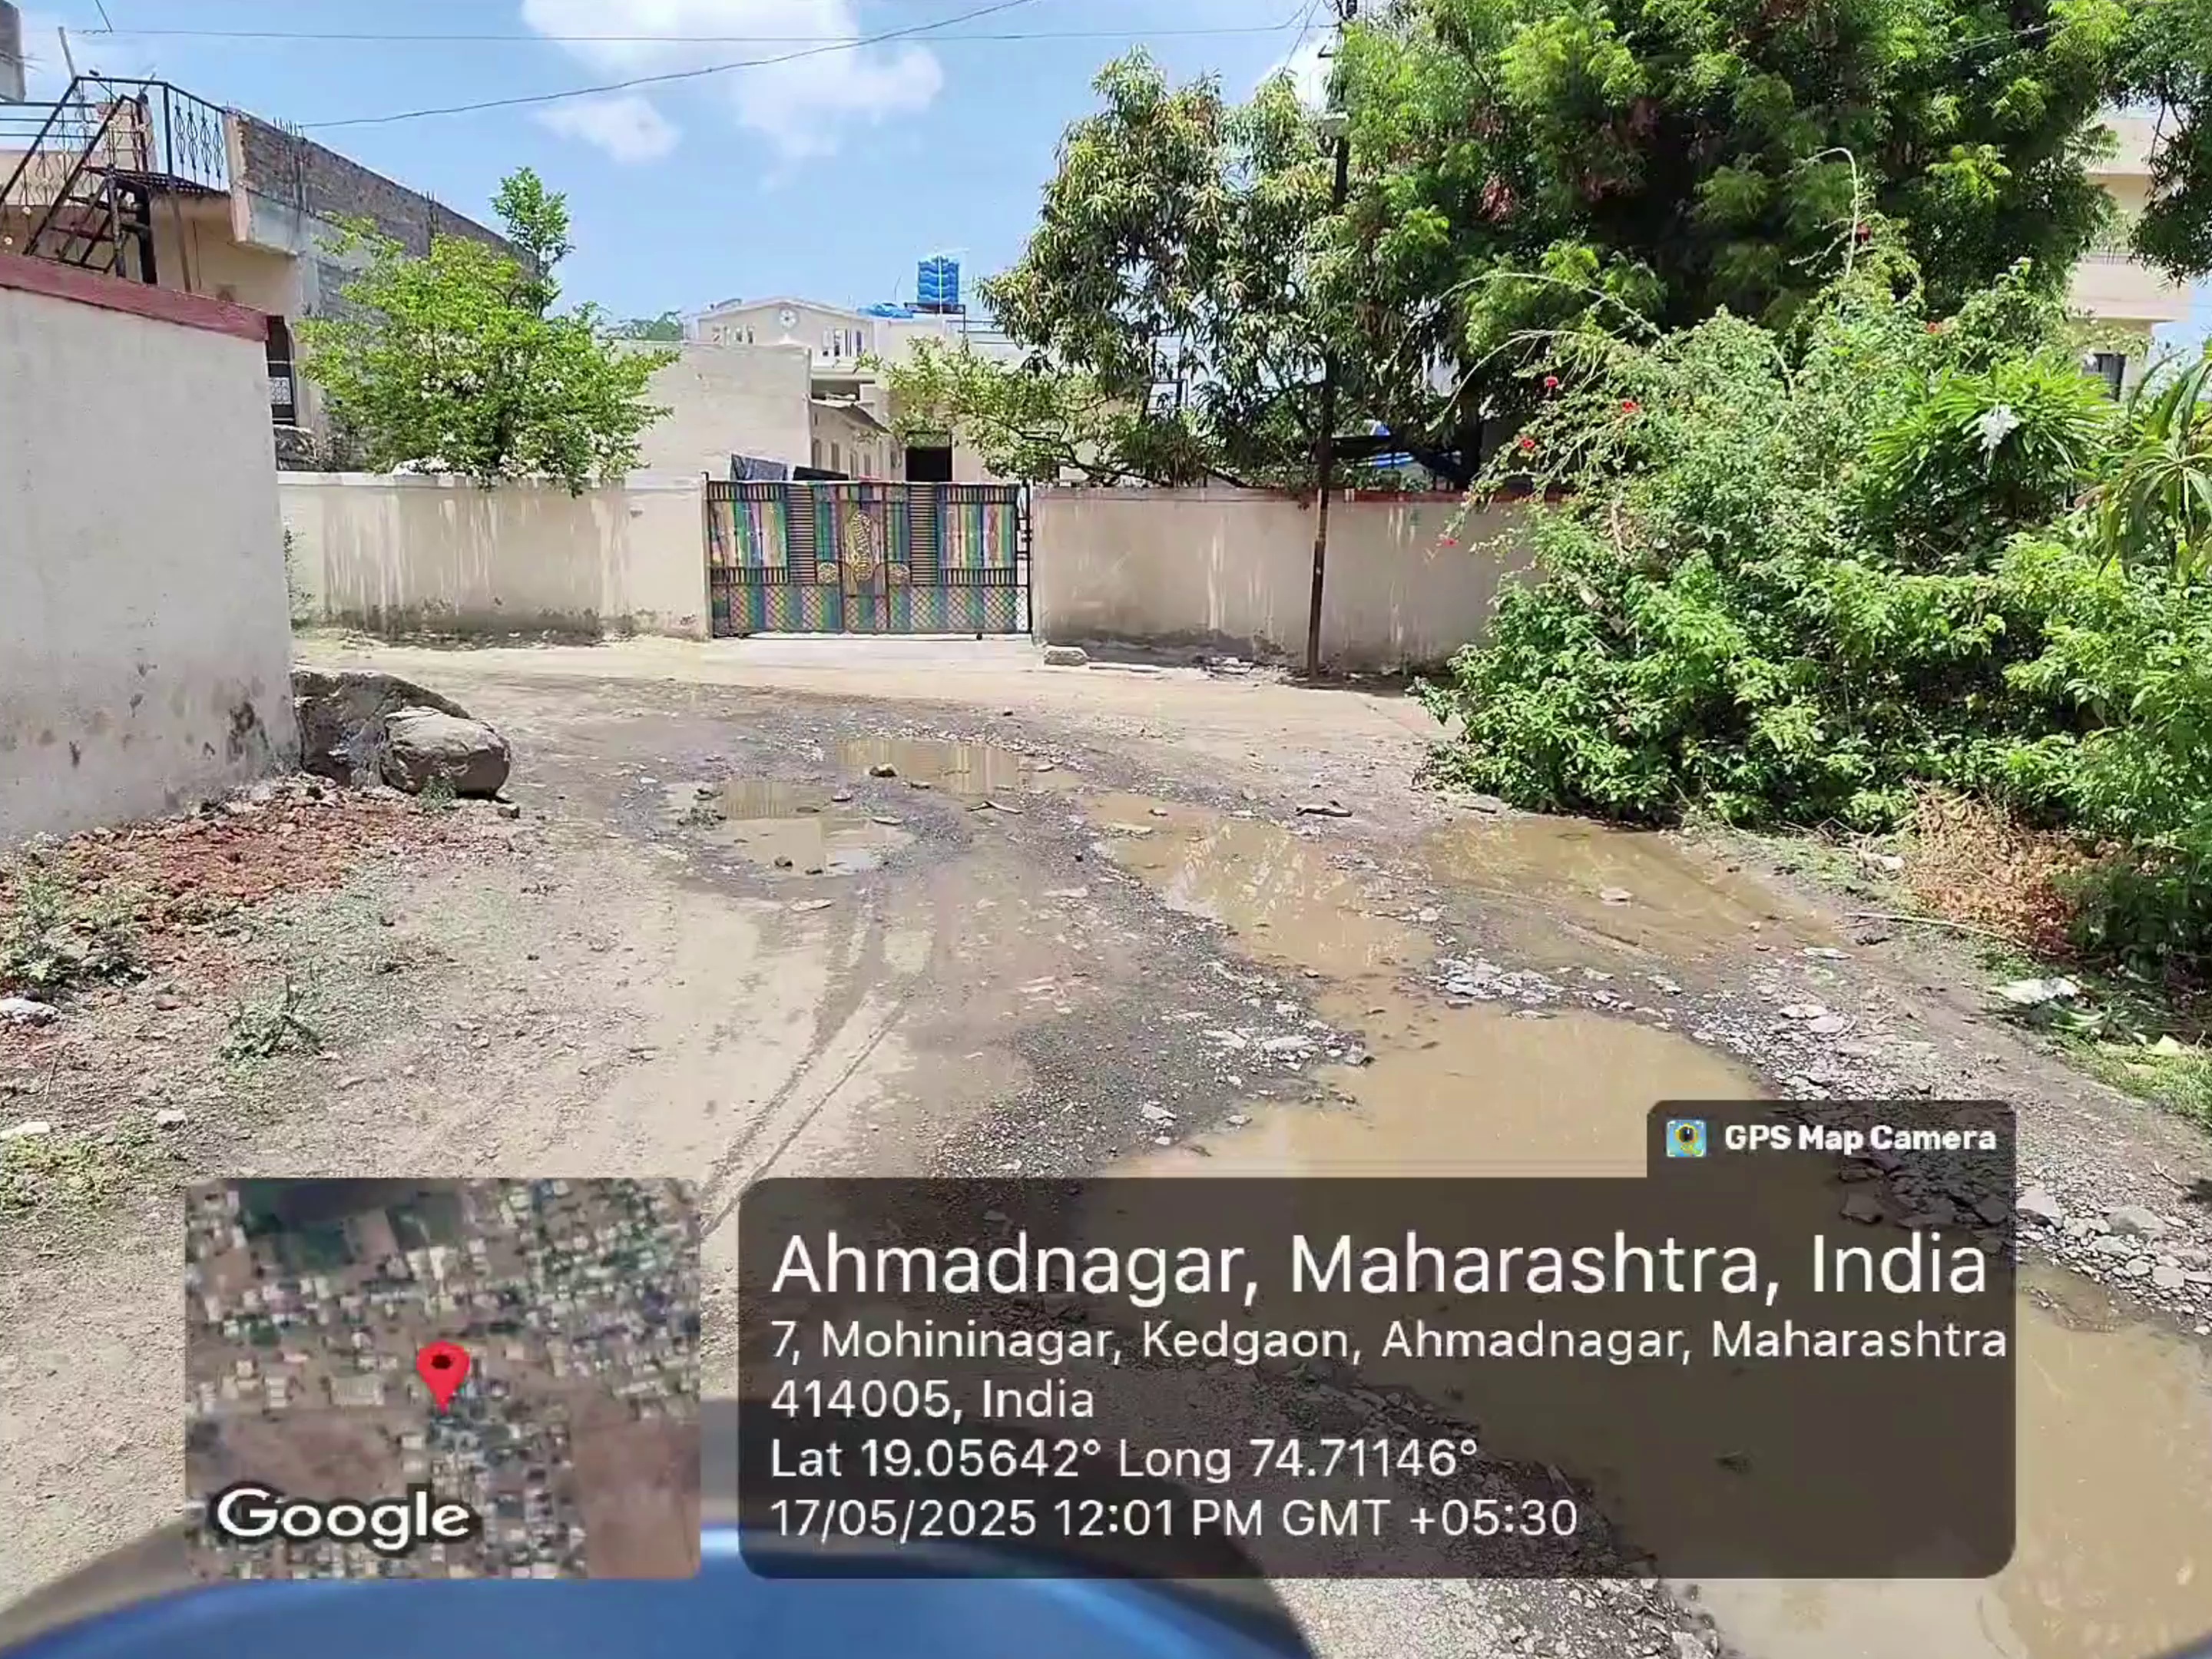 GPS Map Camera
Ahmadnagar, Maharashtra, India
7, Mohininagar, Kedgaon, Ahmadnagar, Maharashtra
414005, India
Lat 19.05642° Long 74.71146°
17/05/2025 12:01 PM GMT +05:30
Google